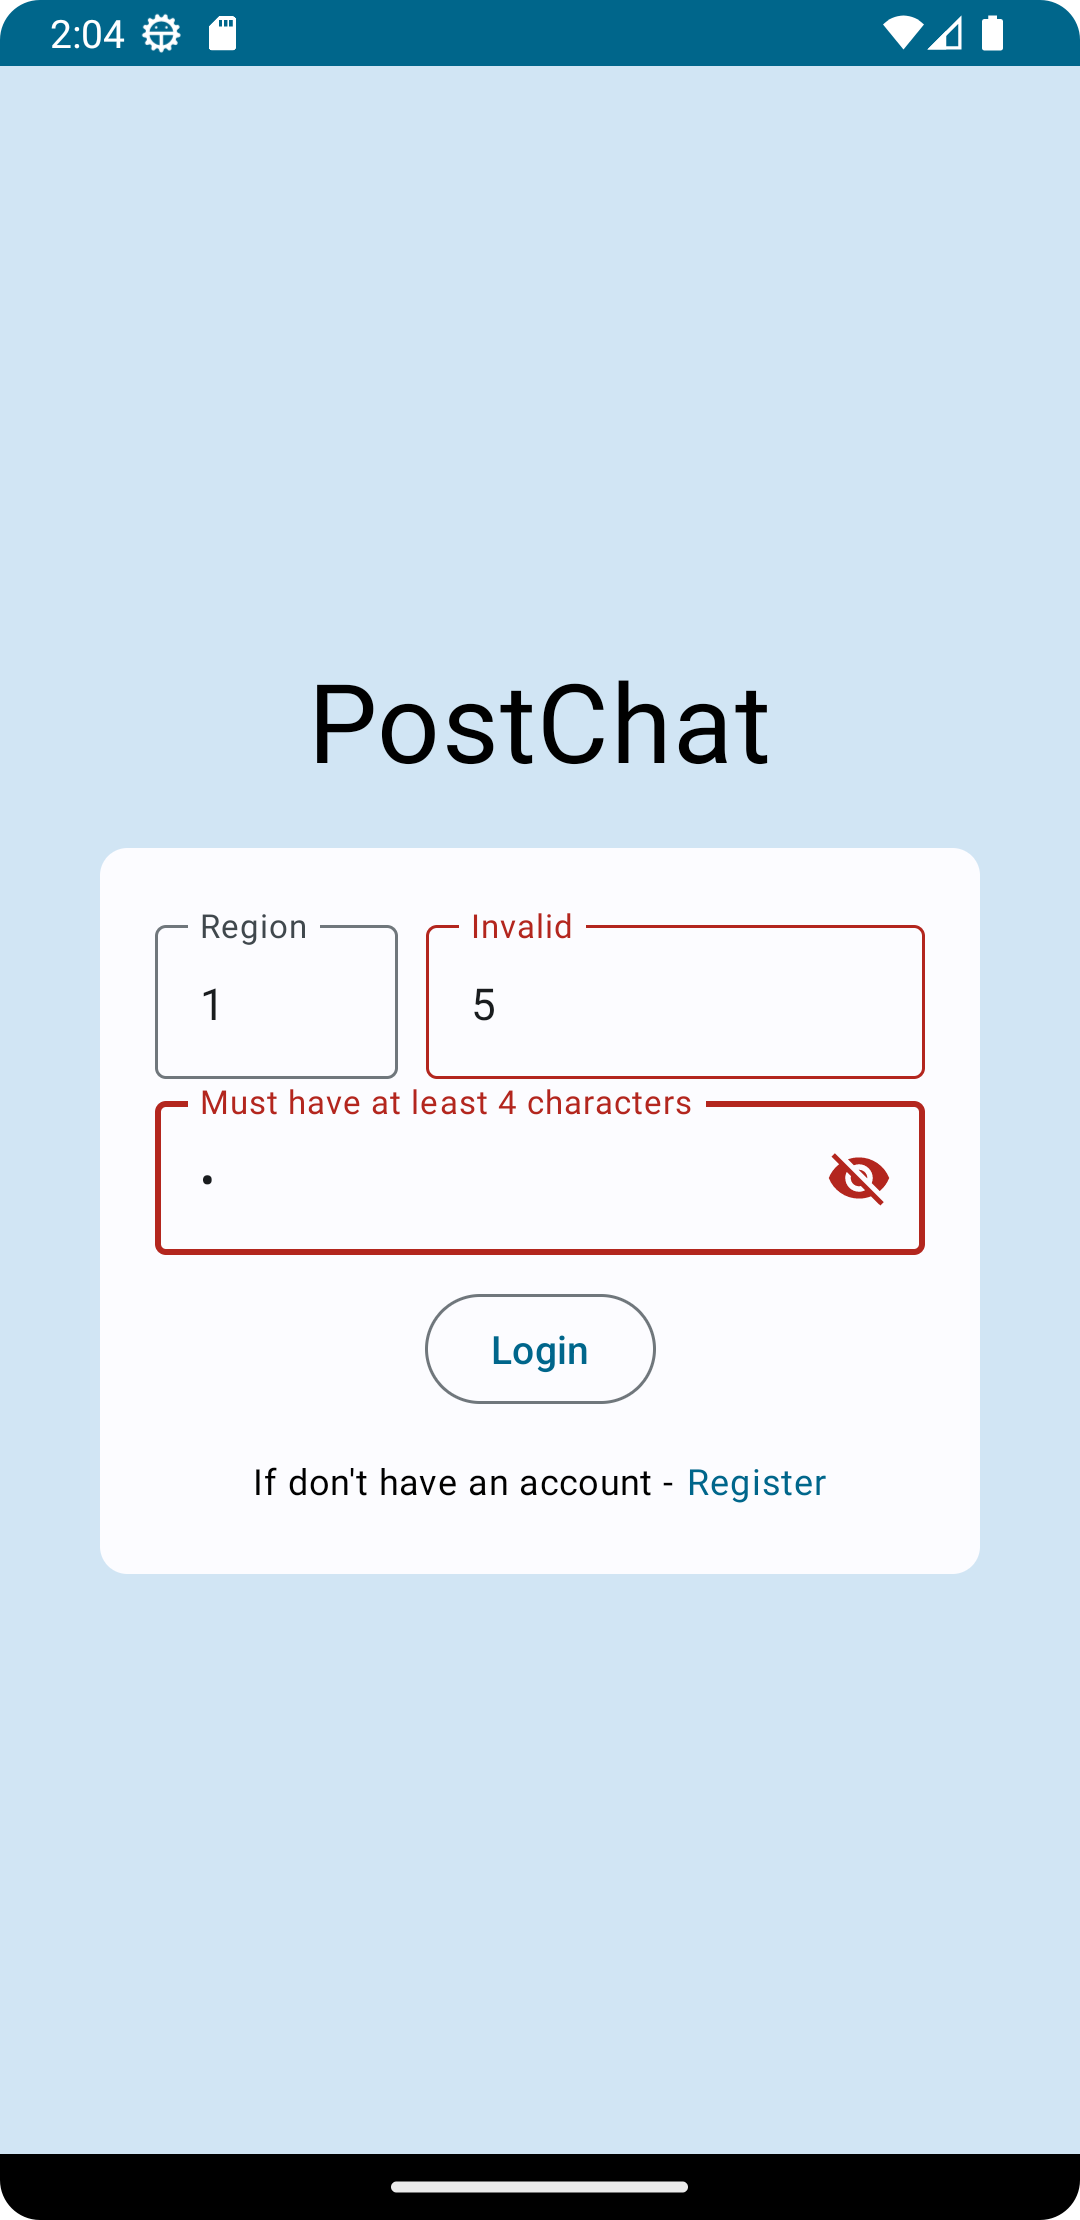 2:04
PostChat
Region
Invalid
1
5
Must have at least 4 characters
•
Login
If don't have an account - Register